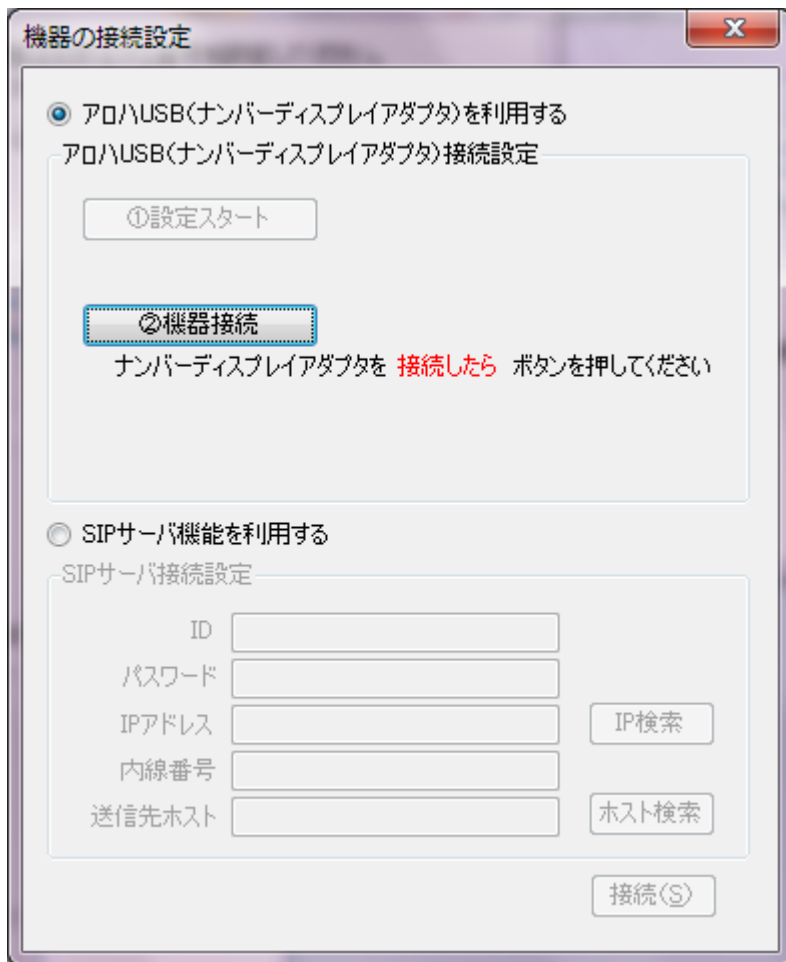 機器の接続設定
アロハUSB(ナンバーディスプレイアダプタ)を利用する
アロハUSB(ナンバーディスプレイアダプタ)接続設定
①設定スタート
②機器接続
ナンバーディスプレイアダプタを 接続したら ボタンを押してください
SIPサーバ機能を利用する
SIPサーバ接続設定
ID
パスワード
IPアドレス IP検索
内線番号
送信先ホスト ホスト検索
接続(S)